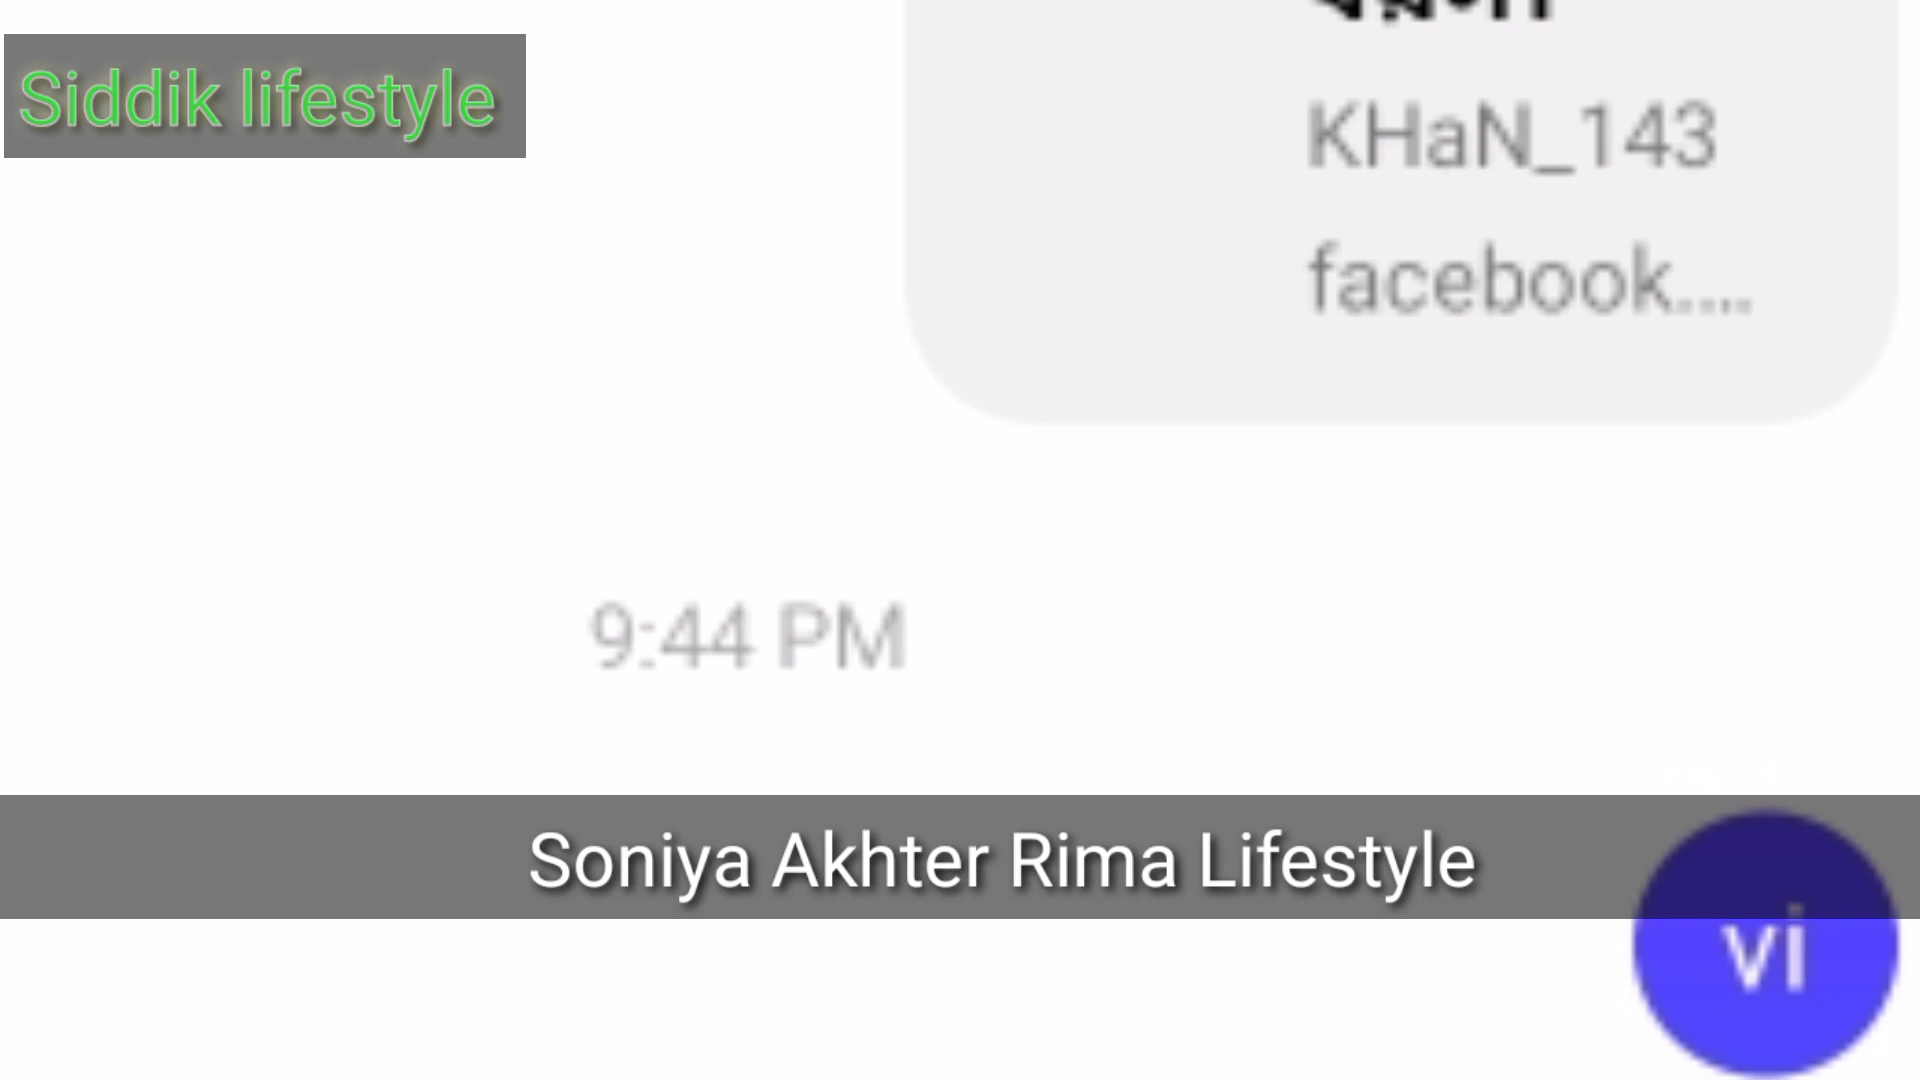 Siddik lifestyle
KHaN_143
facebook....
9:44 PM
Soniya Akhter Rima Lifestyle
vi